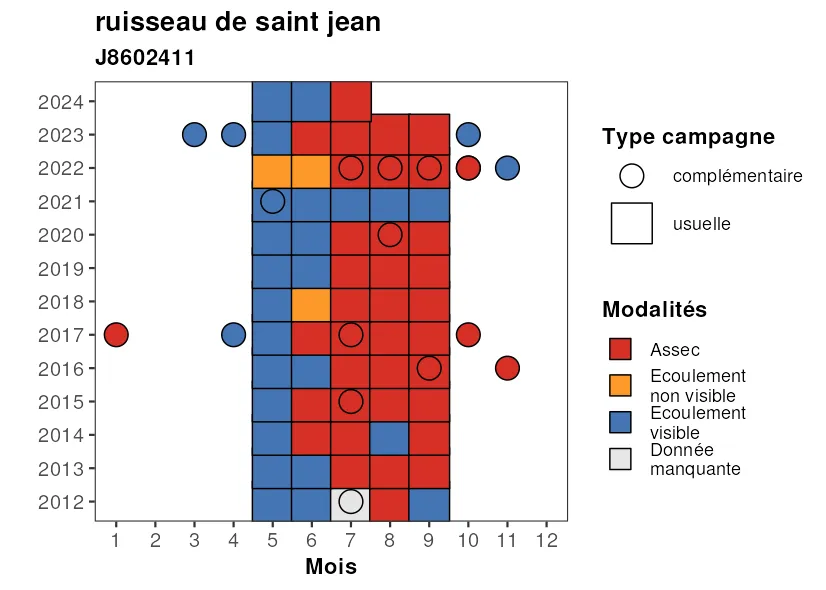 ruisseau de saint jean
J8602411
2024
2023
2022
2021
2020
2019
2018
2017
2016
2015
2014
2013
2012
1 2 3 4 5 6 7 8 9 10 11 12
Mois
Type campagne
complémentaire
usuelle
Modalités
Assec
Ecoulement
non visible
Ecoulement
visible
Donnée
manquante